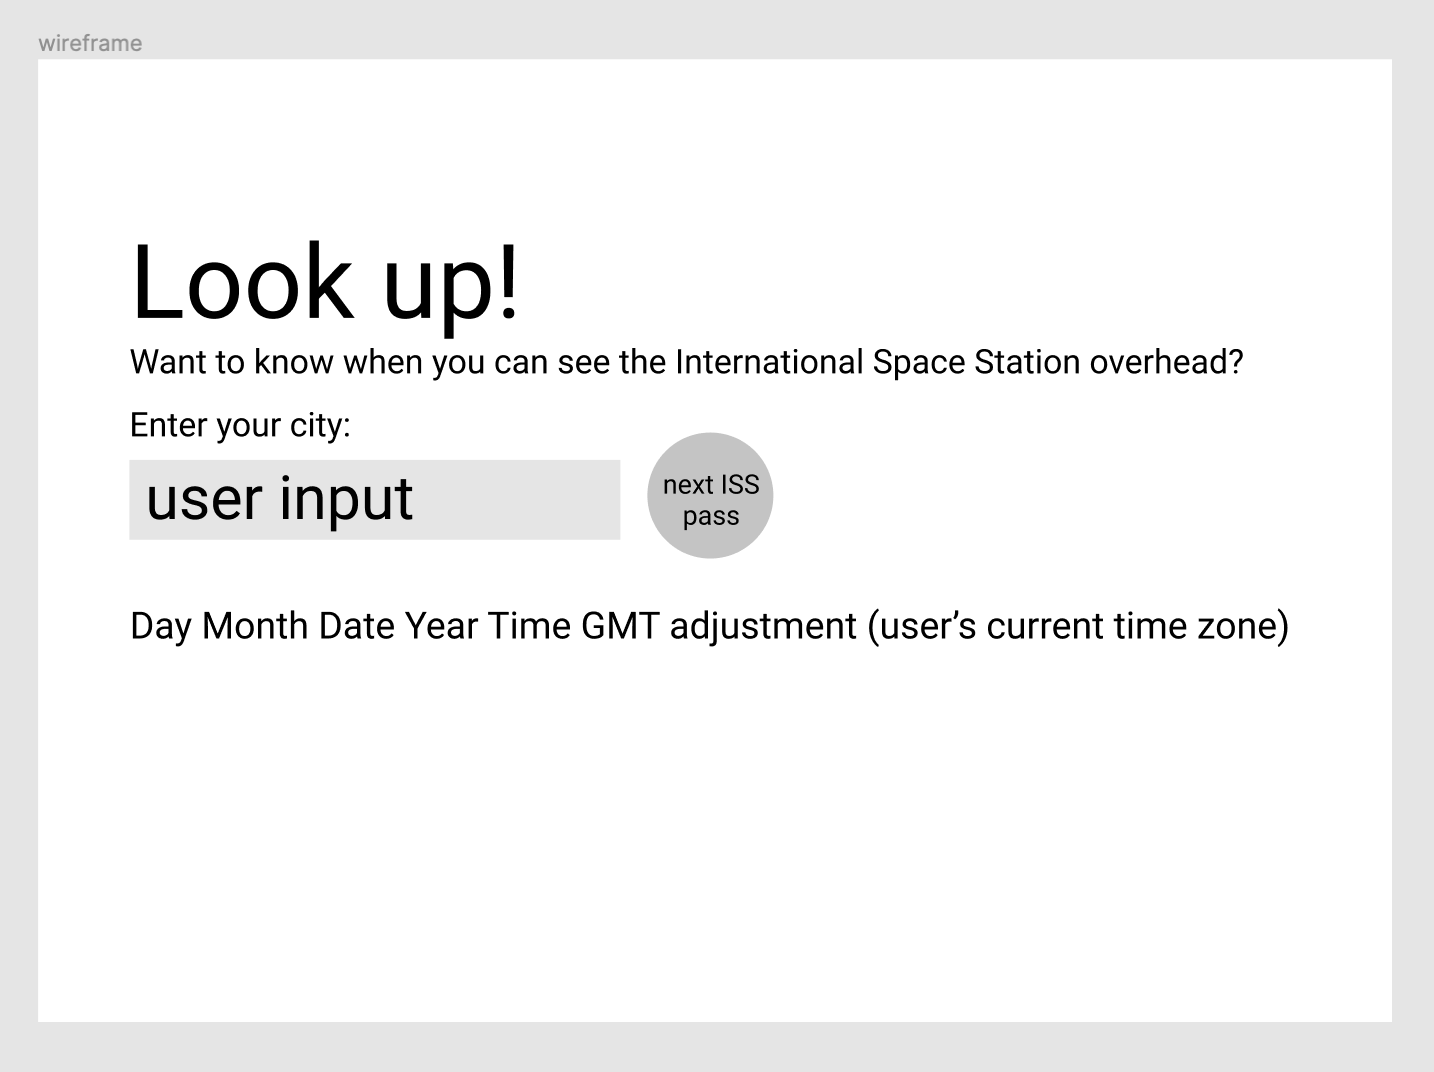 wireframe
Look up!
Want to know when you can see the International Space Station overhead?
Enter your city:
user input
next ISS
pass
Day Month Date Year Time GMT adjustment (user’s current time zone)